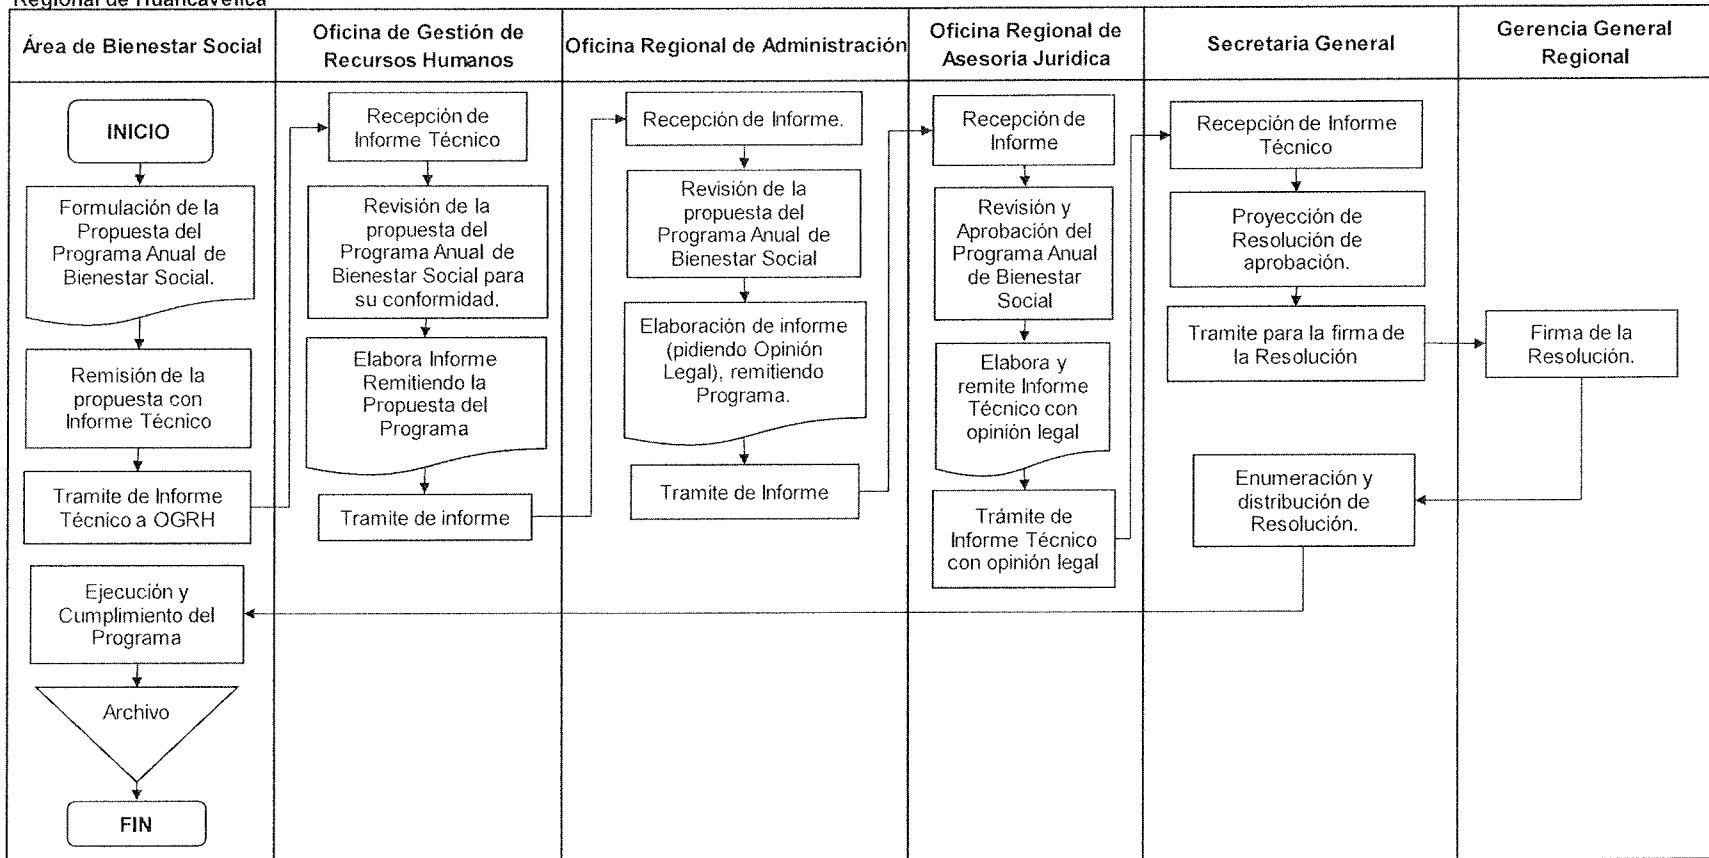 Regional de Huancavelica
Área de Bienestar Social
Oficina de Gestión de
Recursos Humanos
Oficina Regional de Administración
Oficina Regional de
Asesoría Jurídica
Secretaria General
Gerencia General
Regional
INICIO
Formulación de la
Propuesta del
Programa Anual de
Bienestar Social.
Remisión de la
propuesta con
Informe Técnico
Tramite de Informe
Técnico a OGRH
Ejecución y
Cumplimiento del
Programa
Archivo
FIN
Recepción de
Informe Técnico
Revisión de la
propuesta del
Programa Anual de
Bienestar Social para
su conformidad.
Elabora Informe
Remitiendo la
Propuesta del
Programa
Tramite de informe
Recepción de Informe.
Revisión de la
propuesta del
Programa Anual de
Bienestar Social
Elaboración de informe
(pidiendo Opinión
Legal), remitiendo
Programa.
Tramite de Informe
Recepción de
Informe
Revisión y
Aprobación del
Programa Anual
de Bienestar
Social
Elabora y
remite Informe
Técnico con
opinión legal
Trámite de
Informe Técnico
con opinión legal
Recepción de Informe
Técnico
Proyección de
Resolución de
aprobación.
Tramite para la firma de
la Resolución
Enumeración y
distribución de
Resolución.
Firma de la
Resolución.